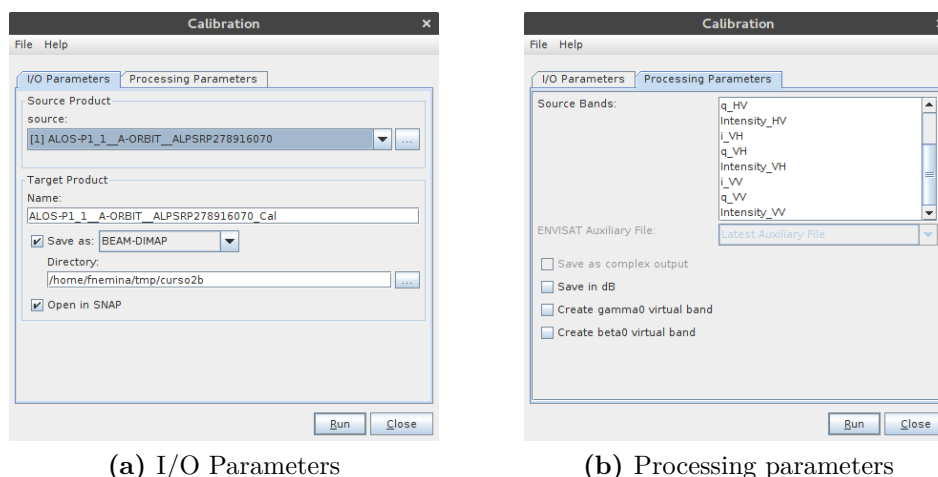 Calibration ×
File Help
I/O Parameters Processing Parameters
Source Product
source:
[1] ALOS-P1_1__A-ORBIT__ALPSRP278916070 ...
Target Product
Name:
ALOS-P1_1__A-ORBIT__ALPSRP278916070_Cal
Save as: BEAM-DIMAP
Directory:
/home/fnemina/tmp/curso2b ...
Open in SNAP
Run Close
(a) I/O Parameters
Calibration
File Help
I/O Parameters Processing Parameters
Source Bands:
q_HV
Intensity_HV
i_VH
q_VH
Intensity_VH
i_VV
q_VV
Intensity_VV
ENVISAT Auxiliary File: Latest Auxiliary File
Save as complex output
Save in dB
Create gamma0 virtual band
Create beta0 virtual band
Run Close
(b) Processing parameters